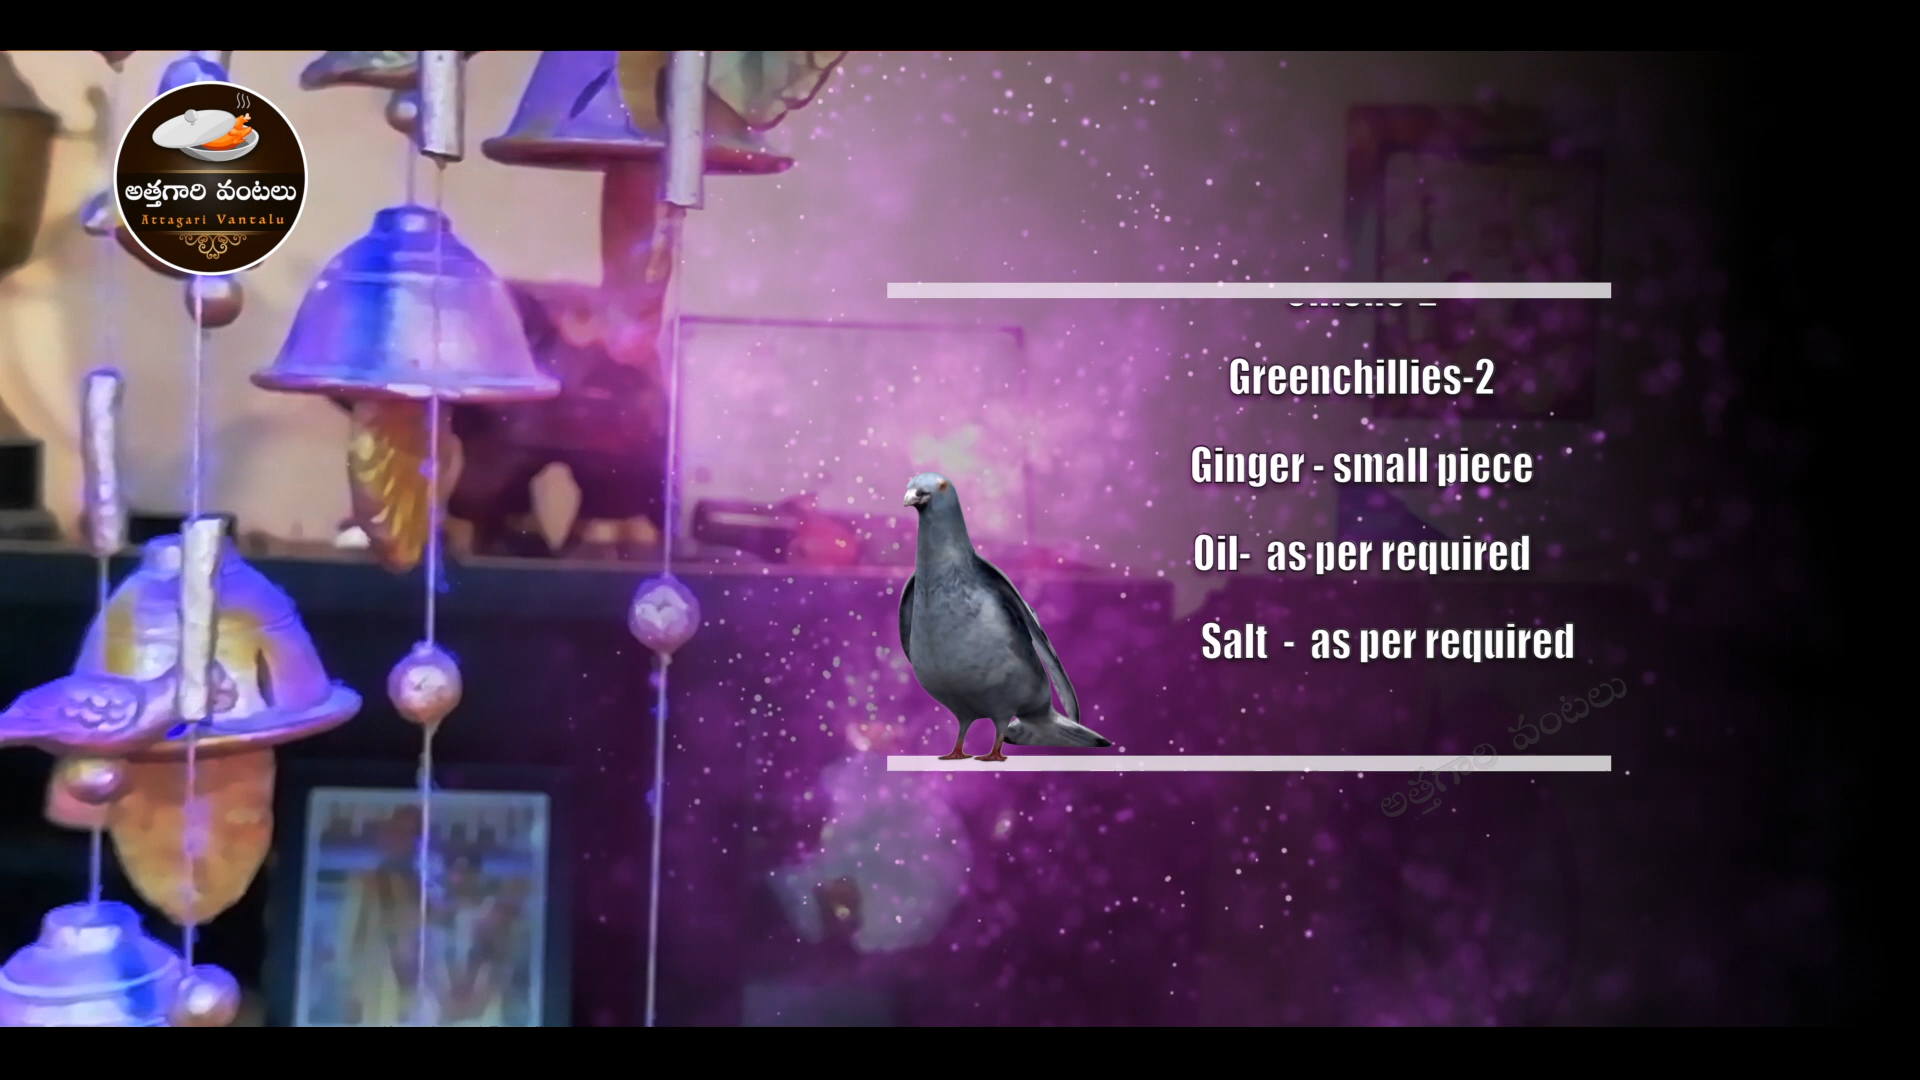 అత్తగారి వంటలు
Attagari Vantalu
Greenchillies-2
Ginger - small piece
Oil-  as per required
Salt  -  as per required
అత్తగారి వంటలు